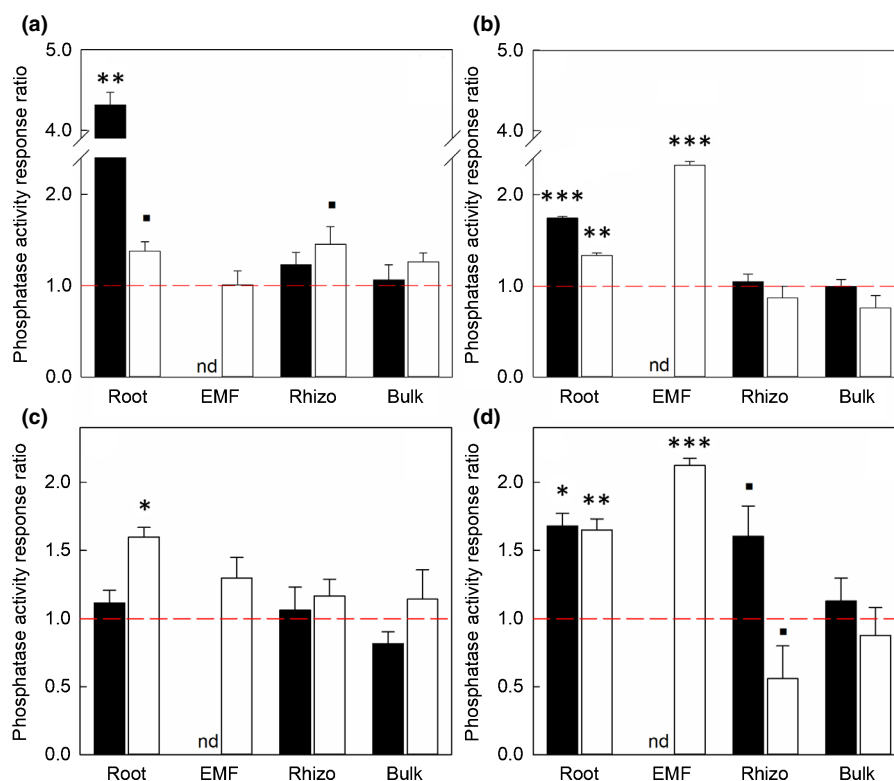 (a)
Phosphatase activity response ratio
5.0
4.0
2.0
1.0
0.0
**
▪
▪
nd
Root EMF Rhizo Bulk
(b)
Phosphatase activity response ratio
5.0
4.0
2.0
1.0
0.0
***
**
***
nd
Root EMF Rhizo Bulk
(c)
Phosphatase activity response ratio
2.0
1.5
1.0
0.5
0.0
*
nd
Root EMF Rhizo Bulk
(d)
Phosphatase activity response ratio
2.0
1.5
1.0
0.5
0.0
*
**
***
▪
▪
nd
Root EMF Rhizo Bulk